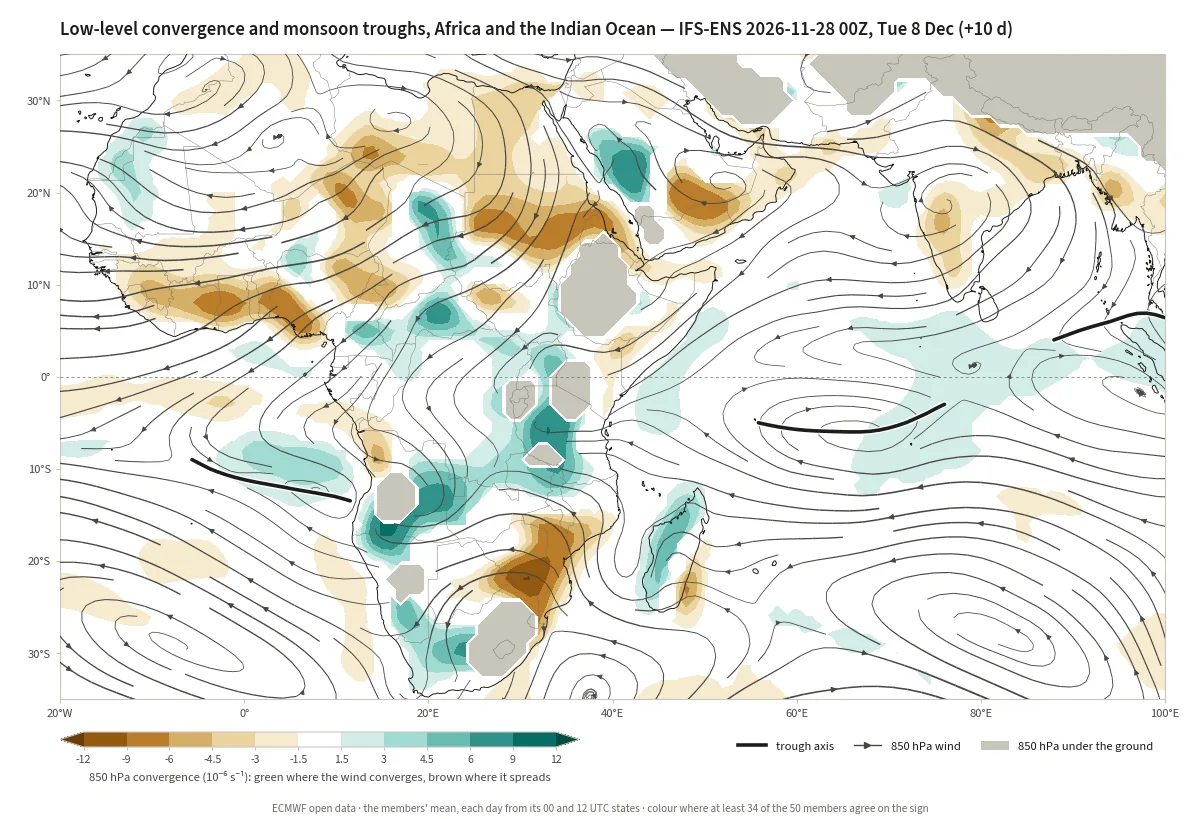 Low-level convergence and monsoon troughs, Africa and the Indian Ocean — IFS-ENS 2026-11-28 00Z, Tue 8 Dec (+10 d)
30°N
20°N
10°N
0°
10°S
20°S
30°S
20°W 0° 20°E 40°E 60°E 80°E 100°E
-12 -9 -6 -4.5 -3 -1.5 1.5 3 4.5 6 9 12
850 hPa convergence (10⁻⁶ s⁻¹): green where the wind converges, brown where it spreads
trough axis 850 hPa wind 850 hPa under the ground
ECMWF open data · the members' mean, each day from its 00 and 12 UTC states · colour where at least 34 of the 50 members agree on the sign